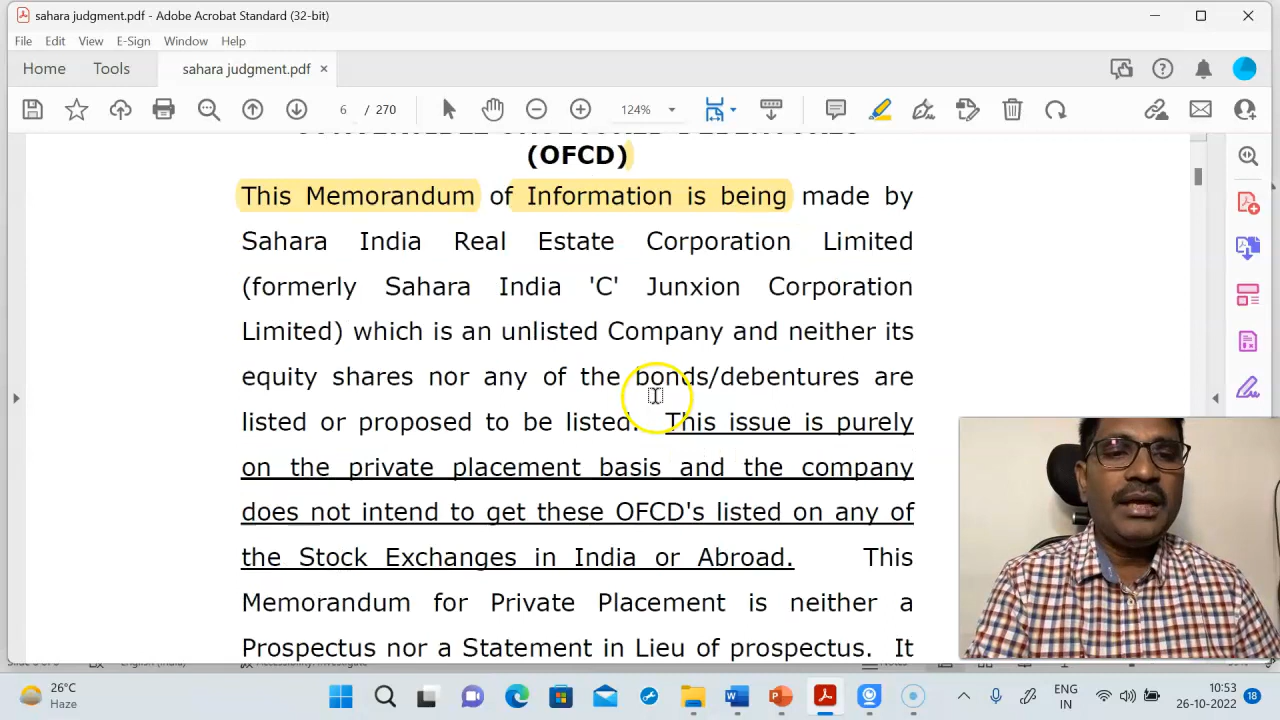 sahara judgment.pdf - Adobe Acrobat Standard (32-bit)
File Edit View E-Sign Window Help
Home Tools sahara judgment.pdf ×
6 / 270 124%
(OFCD)
This Memorandum of Information is being made by
Sahara India Real Estate Corporation Limited
(formerly Sahara India 'C' Junxion Corporation
Limited) which is an unlisted Company and neither its
equity shares nor any of the bonds/debentures are
listed or proposed to be listed. This issue is purely
on the private placement basis and the company
does not intend to get these OFCD's listed on any of
the Stock Exchanges in India or Abroad. This
Memorandum for Private Placement is neither a
Prospectus nor a Statement in Lieu of prospectus. It
26°C
Haze
ENG
IN
10:53
26-10-2022
18